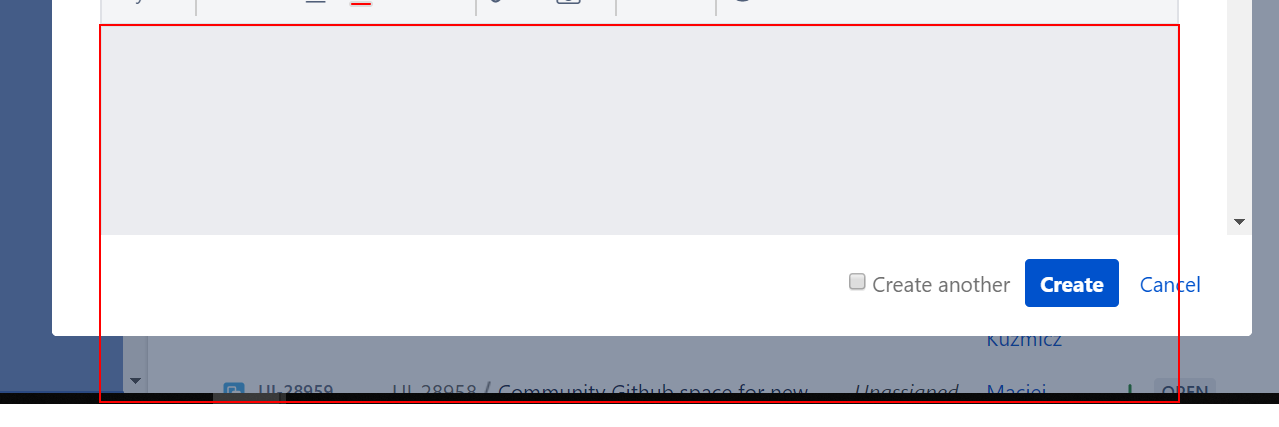 Create another Create Cancel
Kuzmicz
UI-28959 UI-28958 / Community Github space for new Unassigned Maciej OPEN